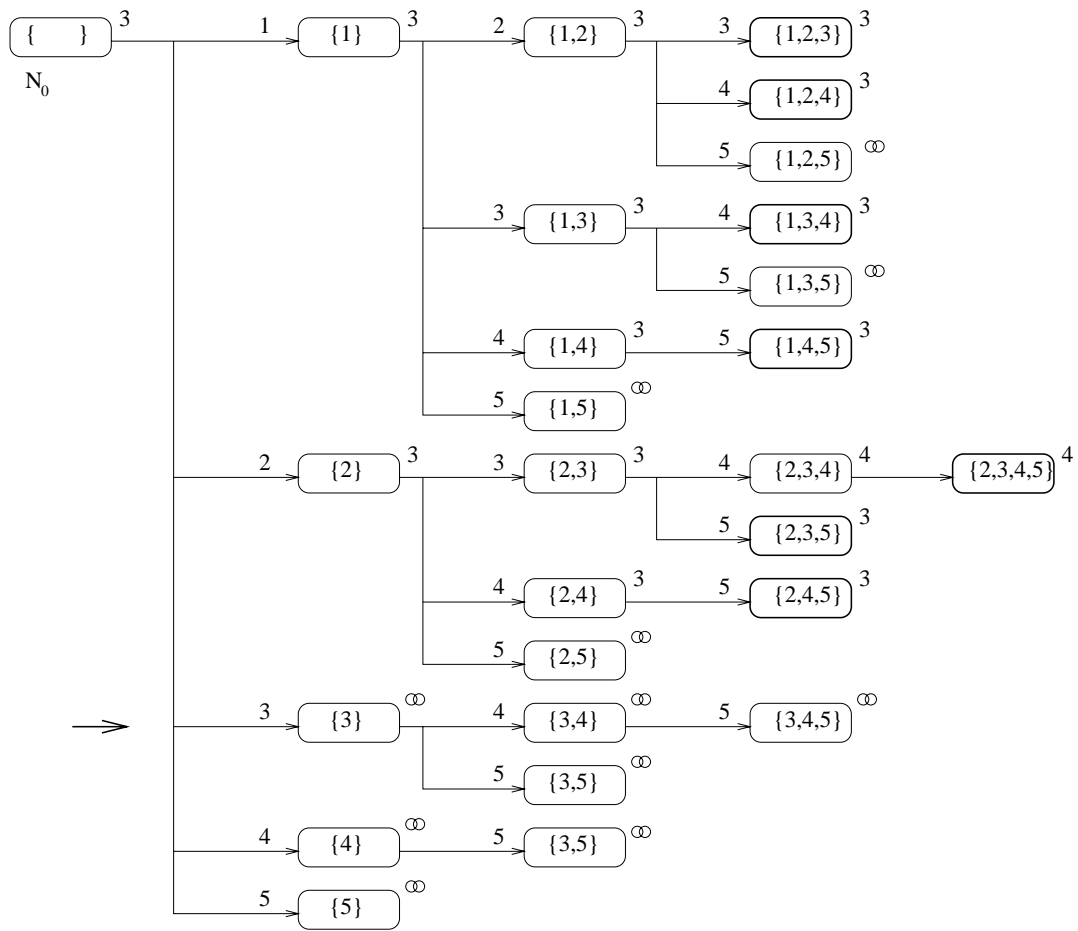 { } 3 1 {1} 3 2 {1,2} 3 3 {1,2,3} 3
N0
4 {1,2,4} 3
5 {1,2,5} ∞
3 {1,3} 3 4 {1,3,4} 3
5 {1,3,5} ∞
4 {1,4} 3 5 {1,4,5} 3
5 {1,5} ∞
2 {2} 3 3 {2,3} 3 4 {2,3,4} 4 {2,3,4,5} 4
5 {2,3,5} 3
4 {2,4} 3 5 {2,4,5} 3
5 {2,5} ∞
3 {3} ∞ 4 {3,4} ∞ 5 {3,4,5} ∞
5 {3,5} ∞
4 {4} ∞ 5 {3,5} ∞
5 {5} ∞